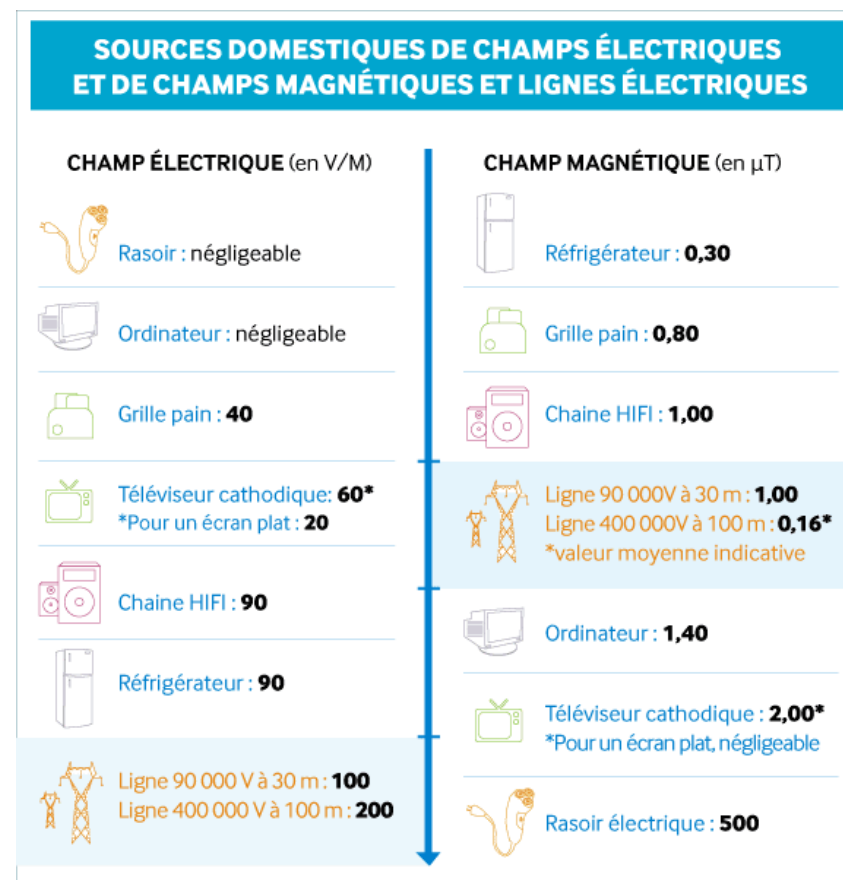 SOURCES DOMESTIQUES DE CHAMPS ÉLECTRIQUES
ET DE CHAMPS MAGNÉTIQUES ET LIGNES ÉLECTRIQUES
CHAMP ÉLECTRIQUE (en V/M)
Rasoir : négligeable
Ordinateur : négligeable
Grille pain : 40
Téléviseur cathodique: 60*
*Pour un écran plat : 20
Chaine HIFI : 90
Réfrigérateur : 90
Ligne 90 000 V à 30 m : 100
Ligne 400 000 V à 100 m : 200
CHAMP MAGNÉTIQUE (en µT)
Réfrigérateur : 0,30
Grille pain : 0,80
Chaine HIFI : 1,00
Ligne 90 000V à 30 m : 1,00
Ligne 400 000V à 100 m : 0,16*
*valeur moyenne indicative
Ordinateur : 1,40
Téléviseur cathodique : 2,00*
*Pour un écran plat, négligeable
Rasoir électrique : 500